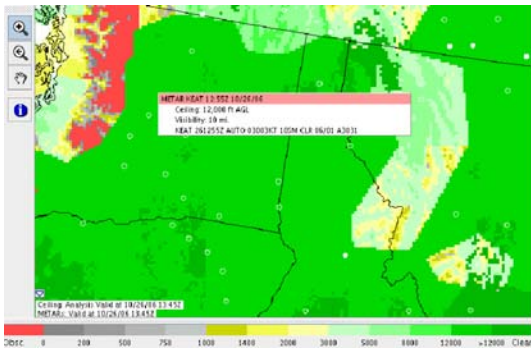 METAR KEAT 12:55Z 10/26/06
Ceiling: 12,000 ft AGL
Visibility: 10 mi.
KEAT 261255Z AUTO 03003KT 10SM CLR 06/01 A3031
Ceiling Analysis Valid at 10/26/06 13:45Z
METARs: Valid at 10/26/06 13:45Z
Obsc. 0 200 500 750 1000 1400 2000 3000 5000 8000 12000 >12000 Clear